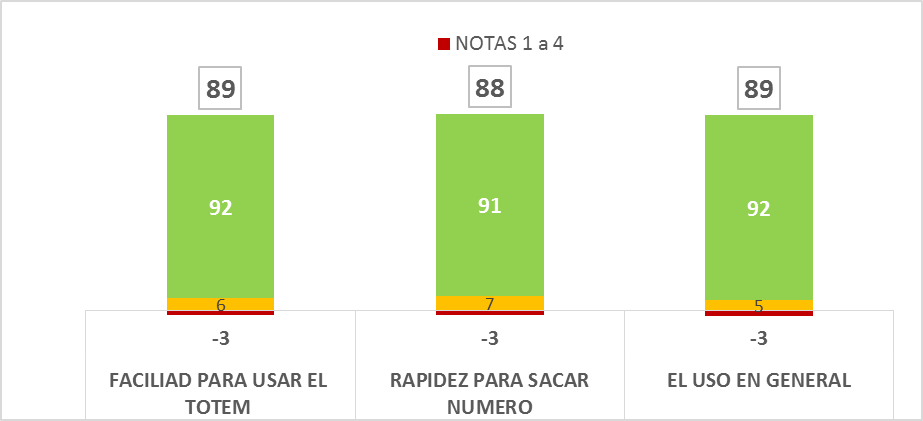 NOTAS 1 a 4
89
88
89
92
91
92
6
7
5
-3
-3
-3
FACILIAD PARA USAR EL
TOTEM
RAPIDEZ PARA SACAR
NUMERO
EL USO EN GENERAL